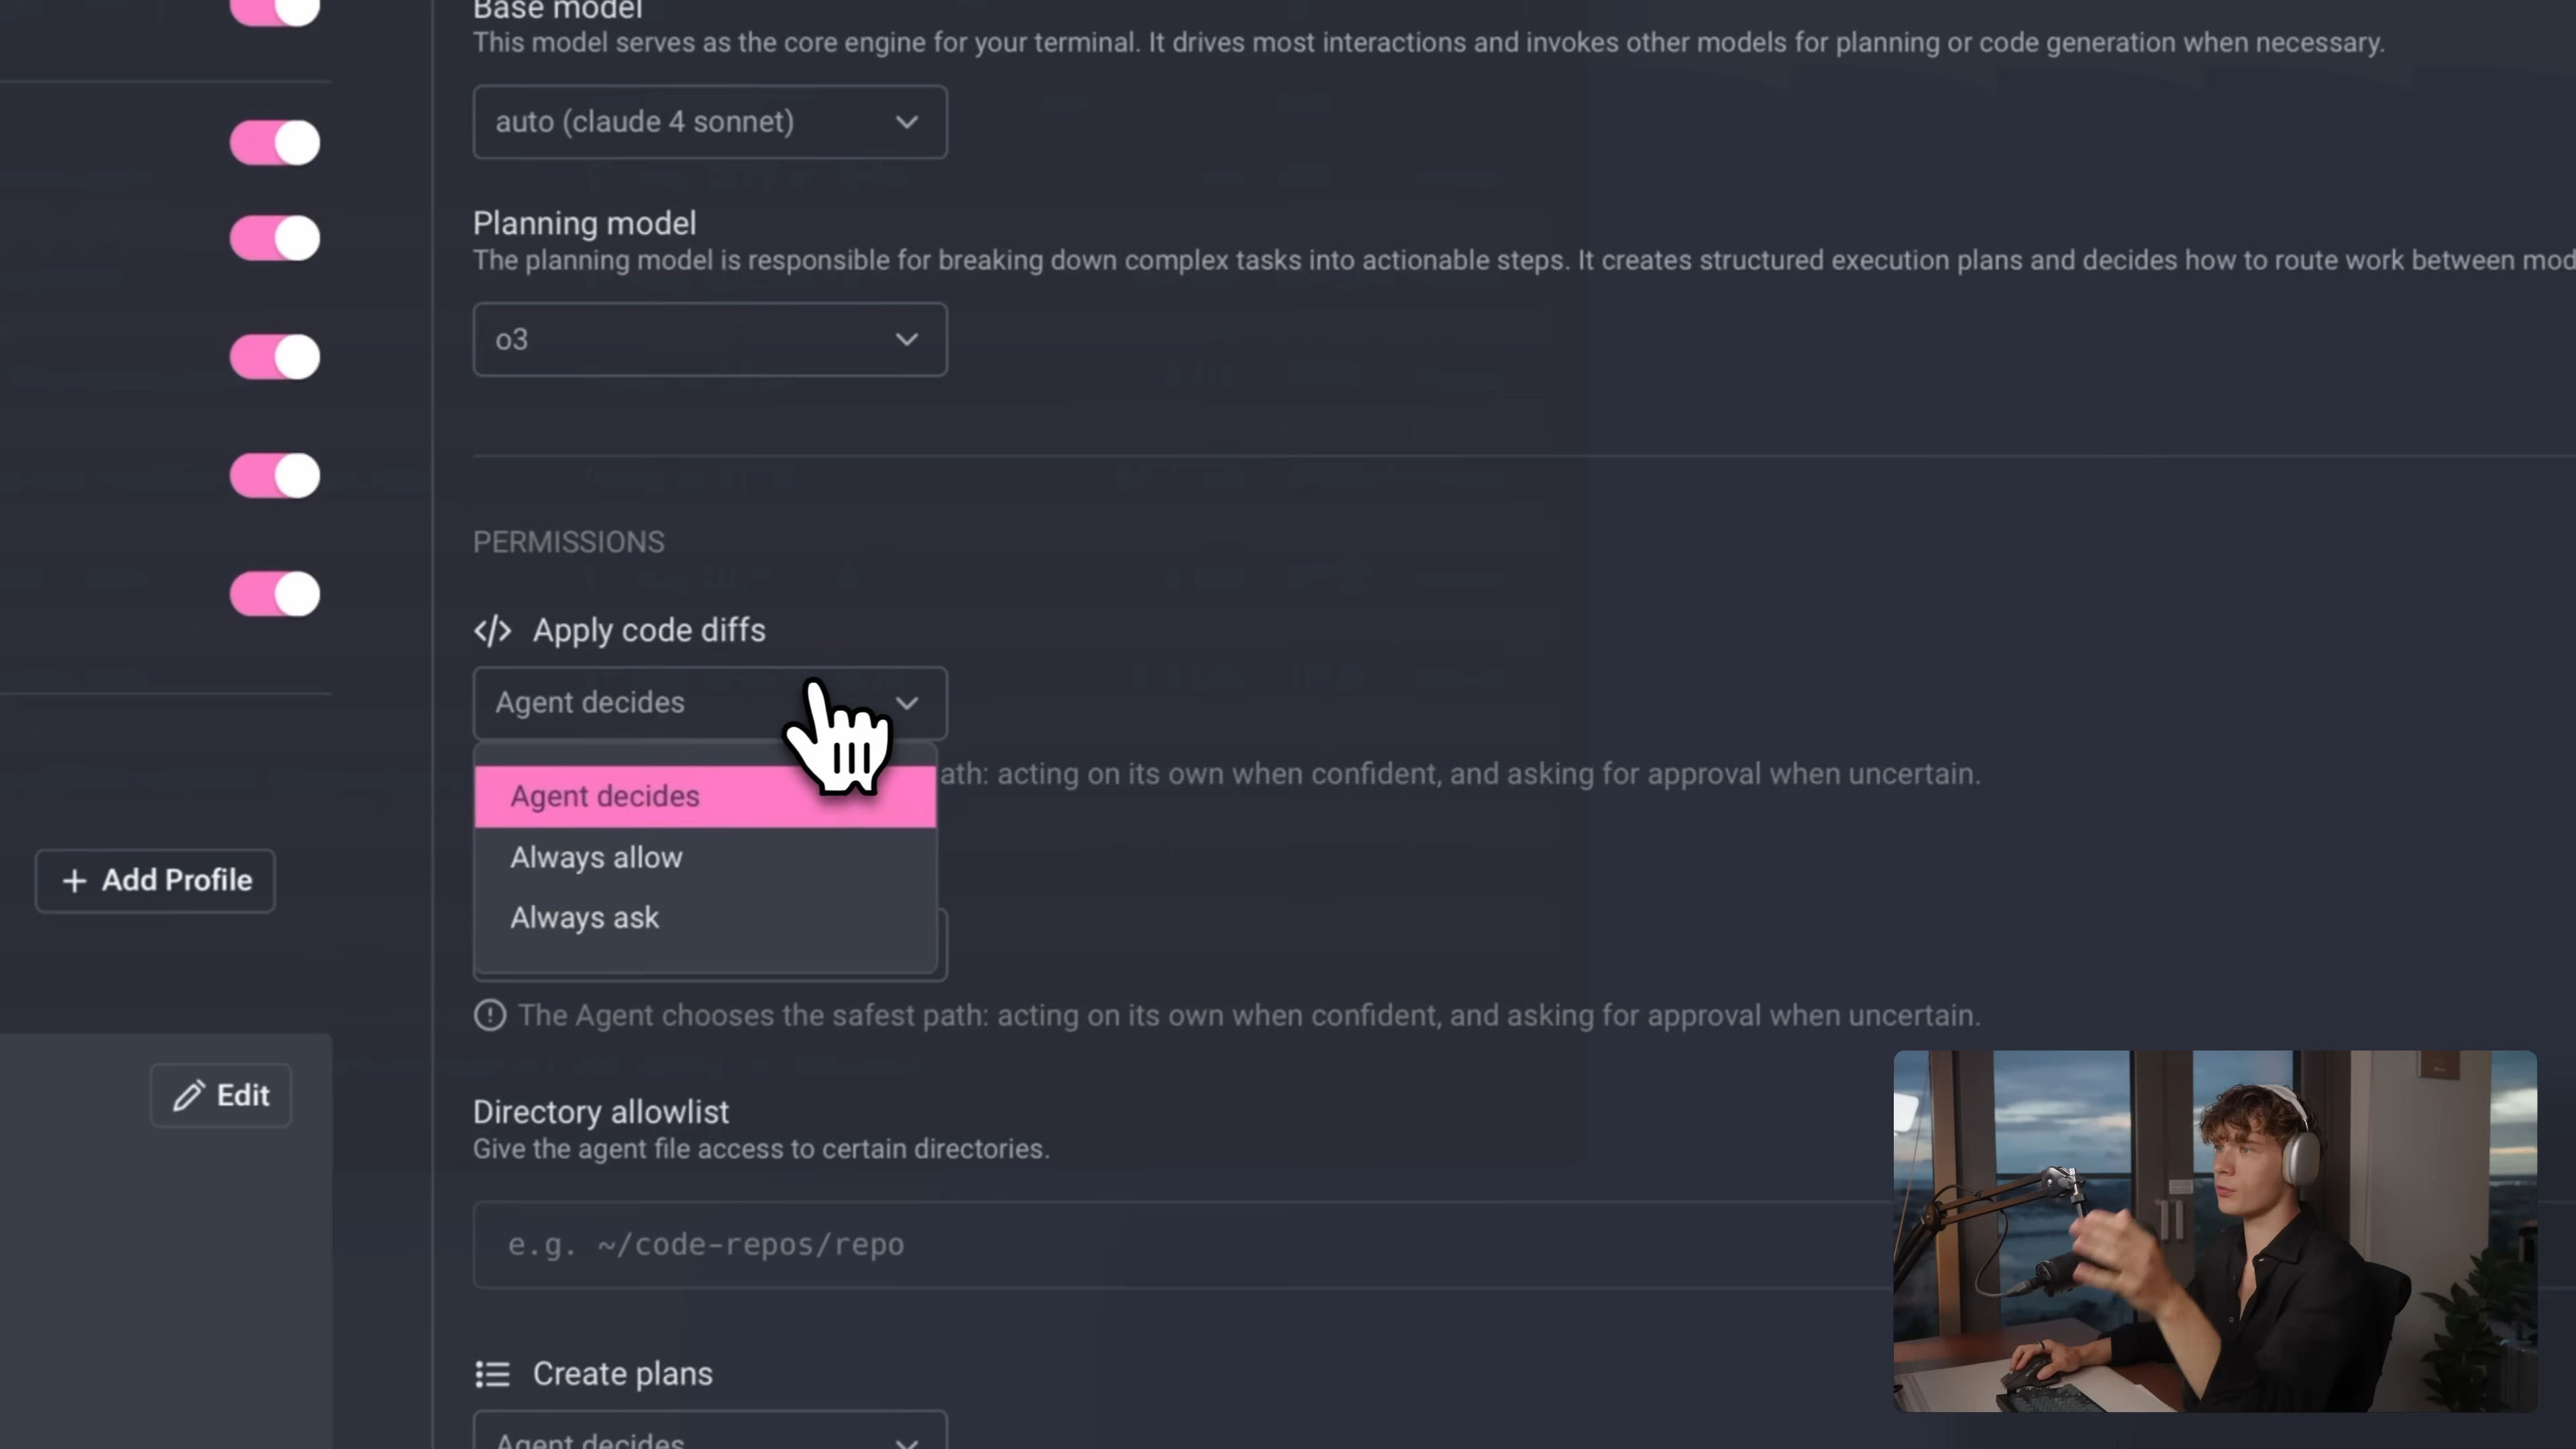 Base model
This model serves as the core engine for your terminal. It drives most interactions and invokes other models for planning or code generation when necessary.
auto (claude 4 sonnet)
Planning model
The planning model is responsible for breaking down complex tasks into actionable steps. It creates structured execution plans and decides how to route work between mod
o3
PERMISSIONS
</> Apply code diffs
Agent decides
ath: acting on its own when confident, and asking for approval when uncertain.
Agent decides
Always allow
+ Add Profile
Always ask
The Agent chooses the safest path: acting on its own when confident, and asking for approval when uncertain.
Edit
Directory allowlist
Give the agent file access to certain directories.
e.g. ~/code-repos/repo
Create plans
Agent decides